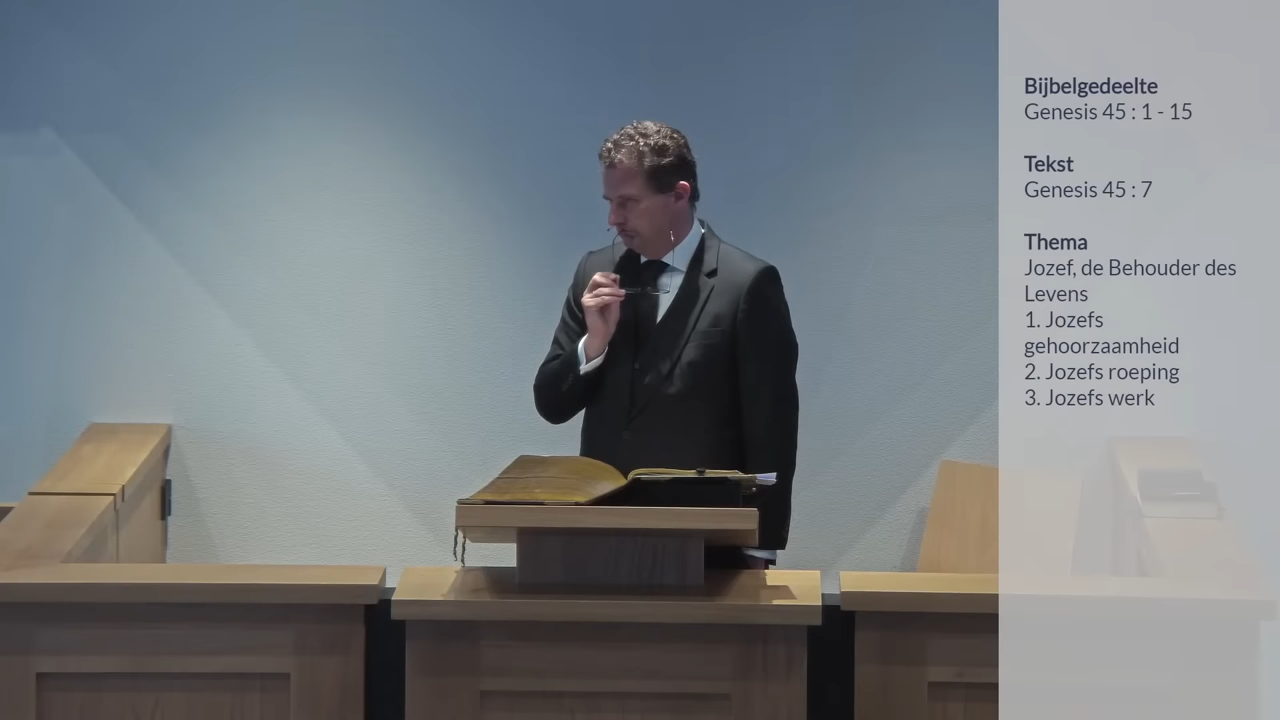 Bijbelgedeelte
Genesis 45 : 1 - 15
Tekst
Genesis 45 : 7
Thema
Jozef, de Behouder des
Levens
1. Jozefs
gehoorzaamheid
2. Jozefs roeping
3. Jozefs werk